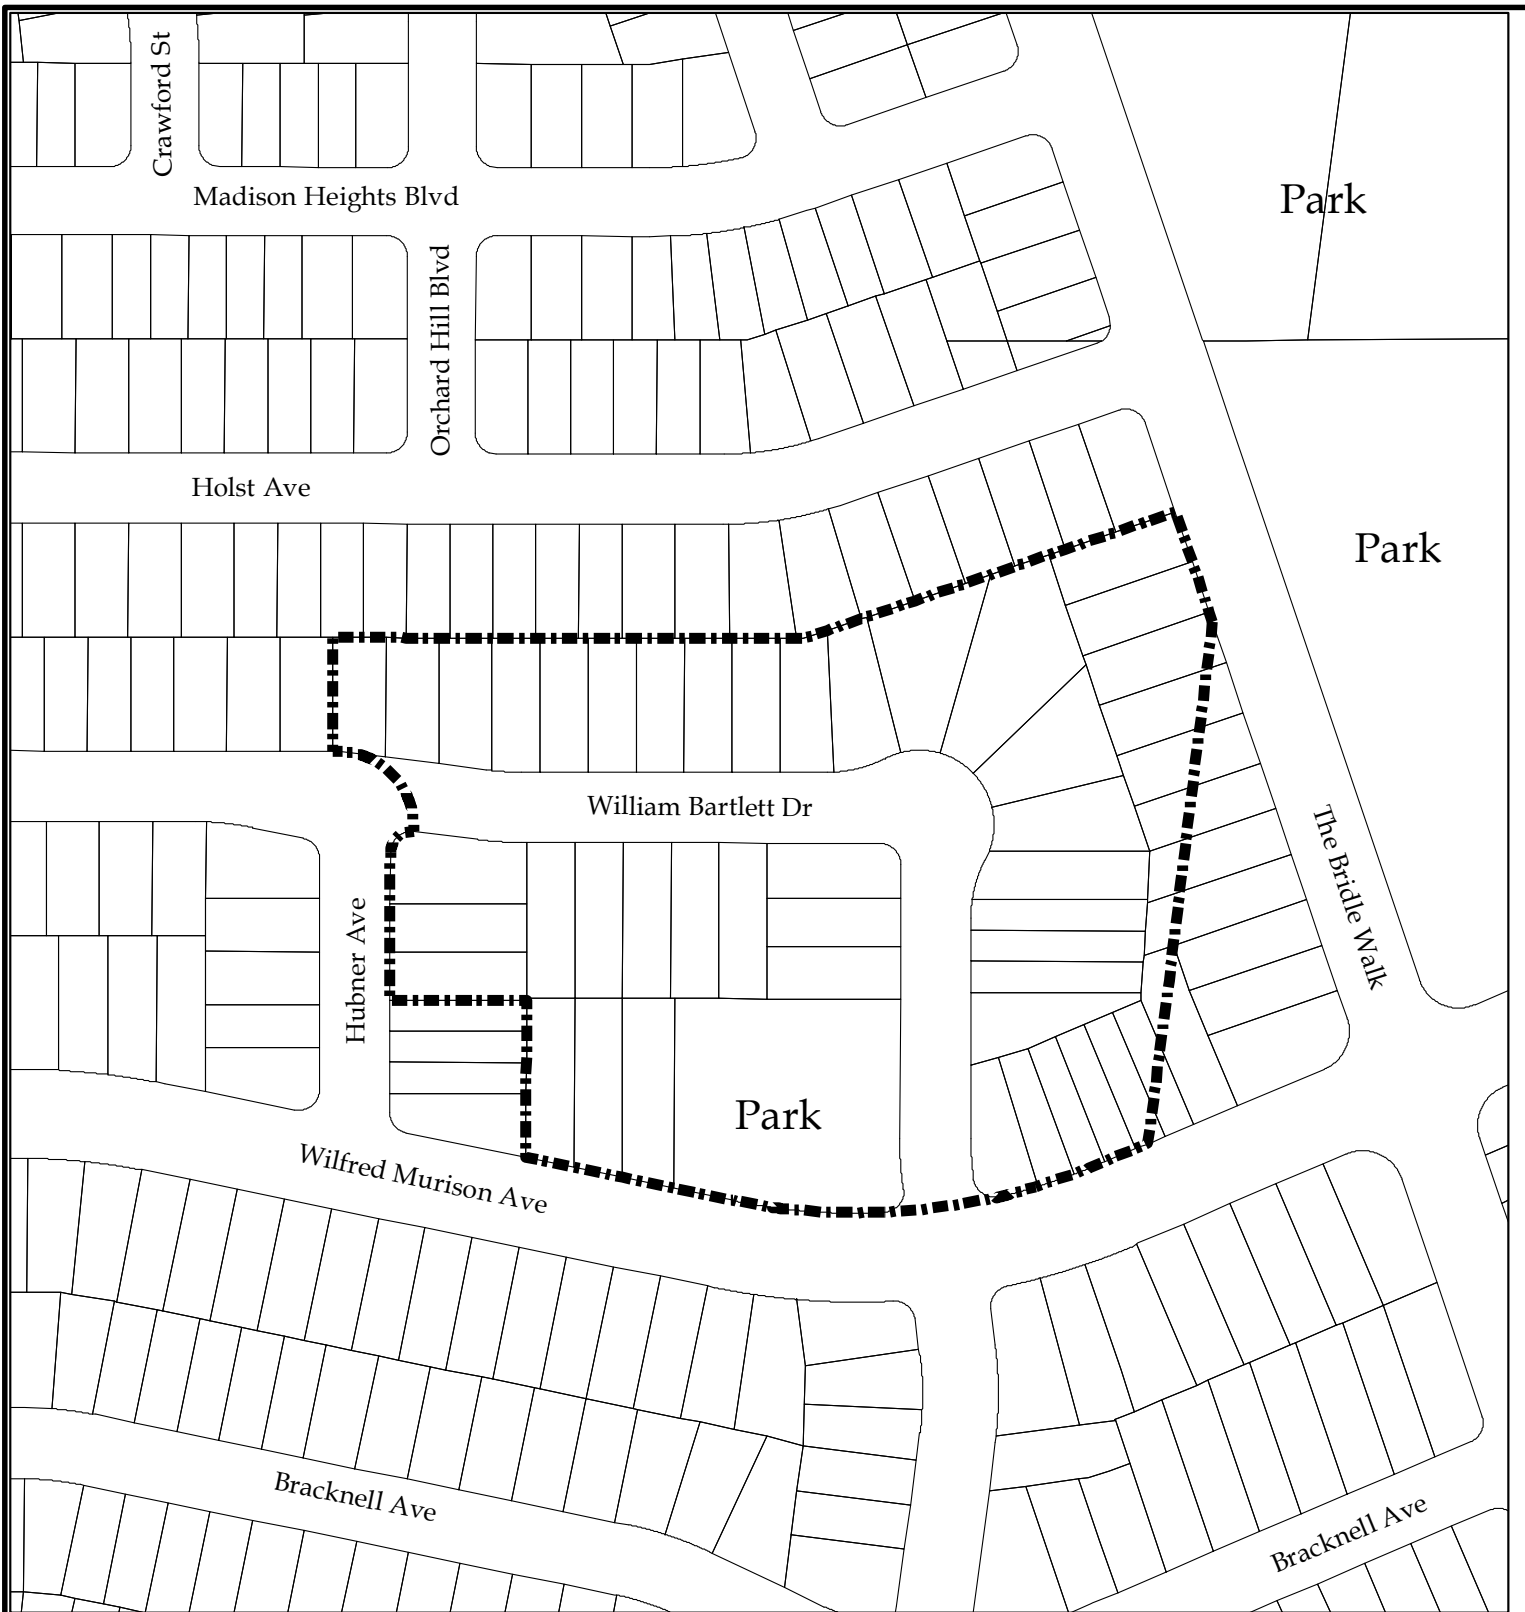 Crawford St
Madison Heights Blvd
Park
Orchard Hill Blvd
Holst Ave
Park
William Bartlett Dr
The Bridle Walk
Hubner Ave
Park
Wilfred Murison Ave
Bracknell Ave
Bracknell Ave